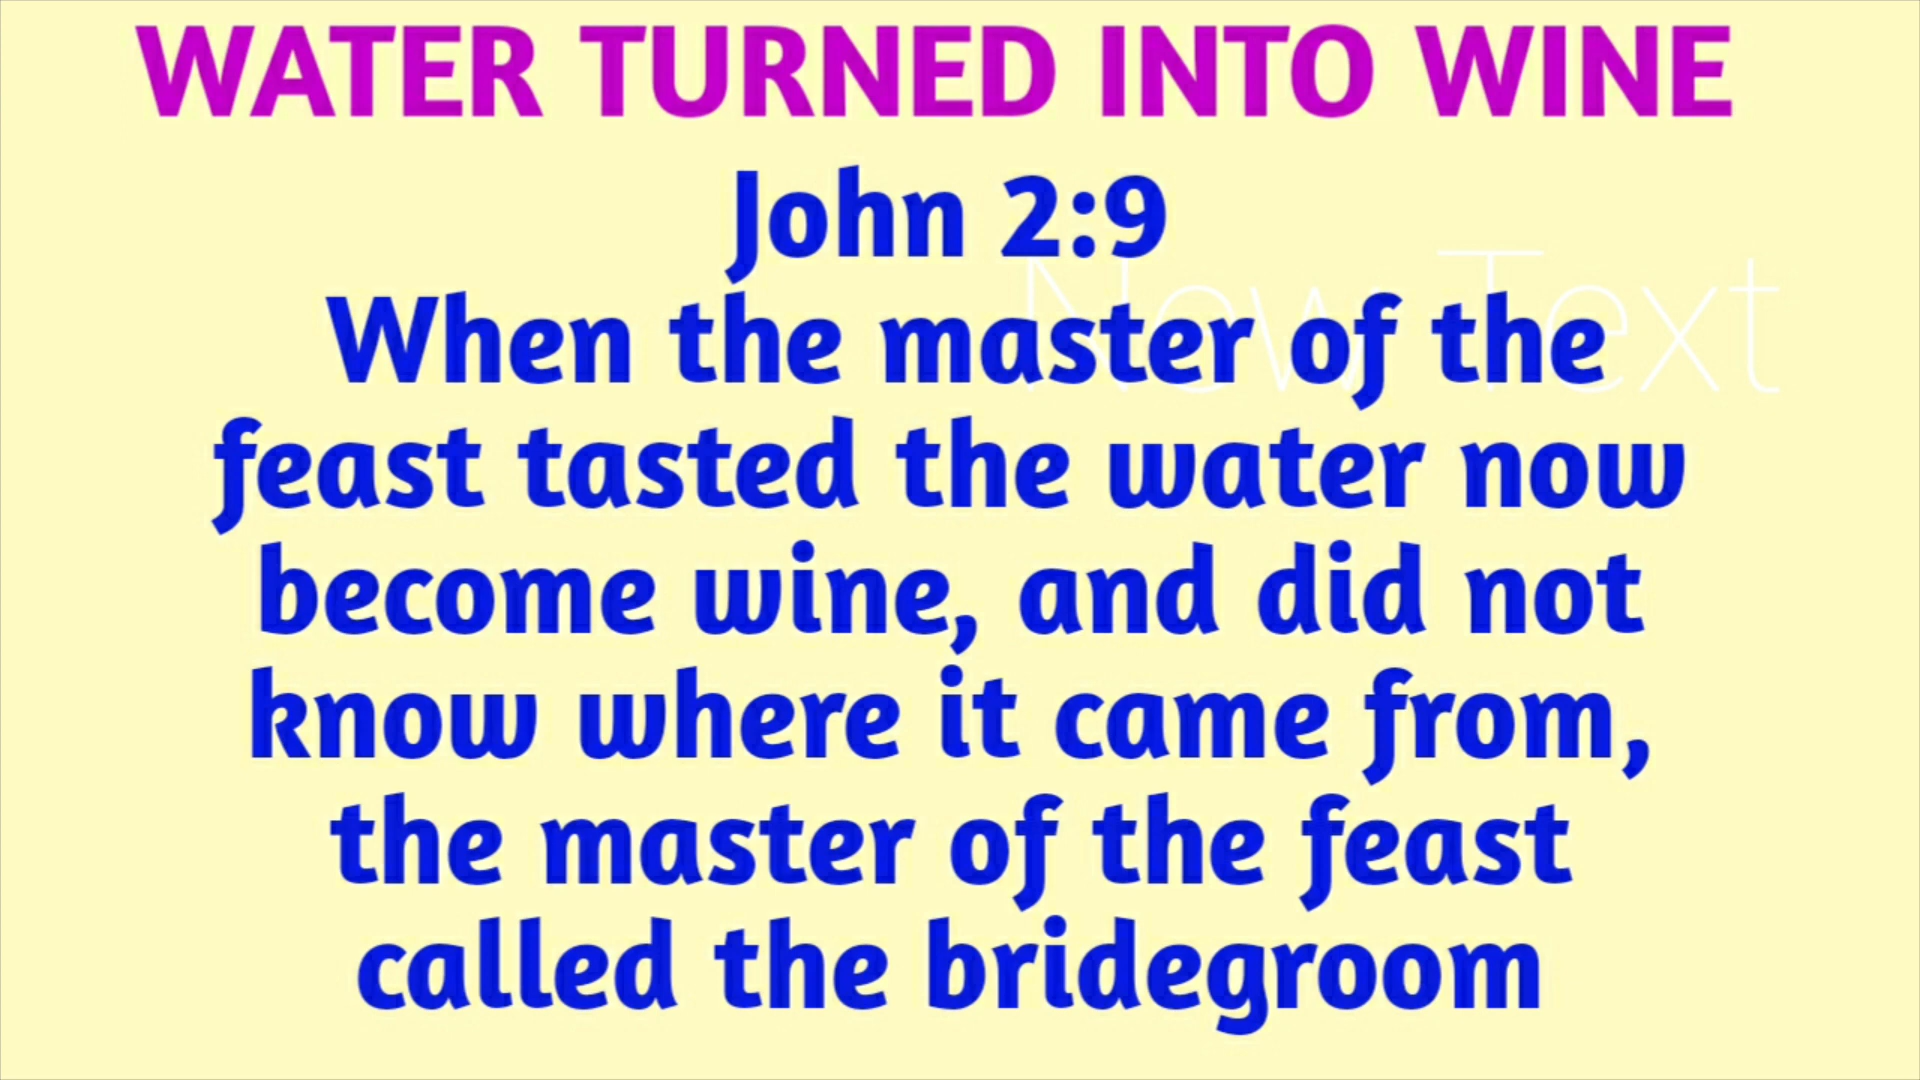 WATER TURNED INTO WINE
John 2:9
New Text
When the master of the
feast tasted the water now
become wine, and did not
know where it came from,
the master of the feast
called the bridegroom